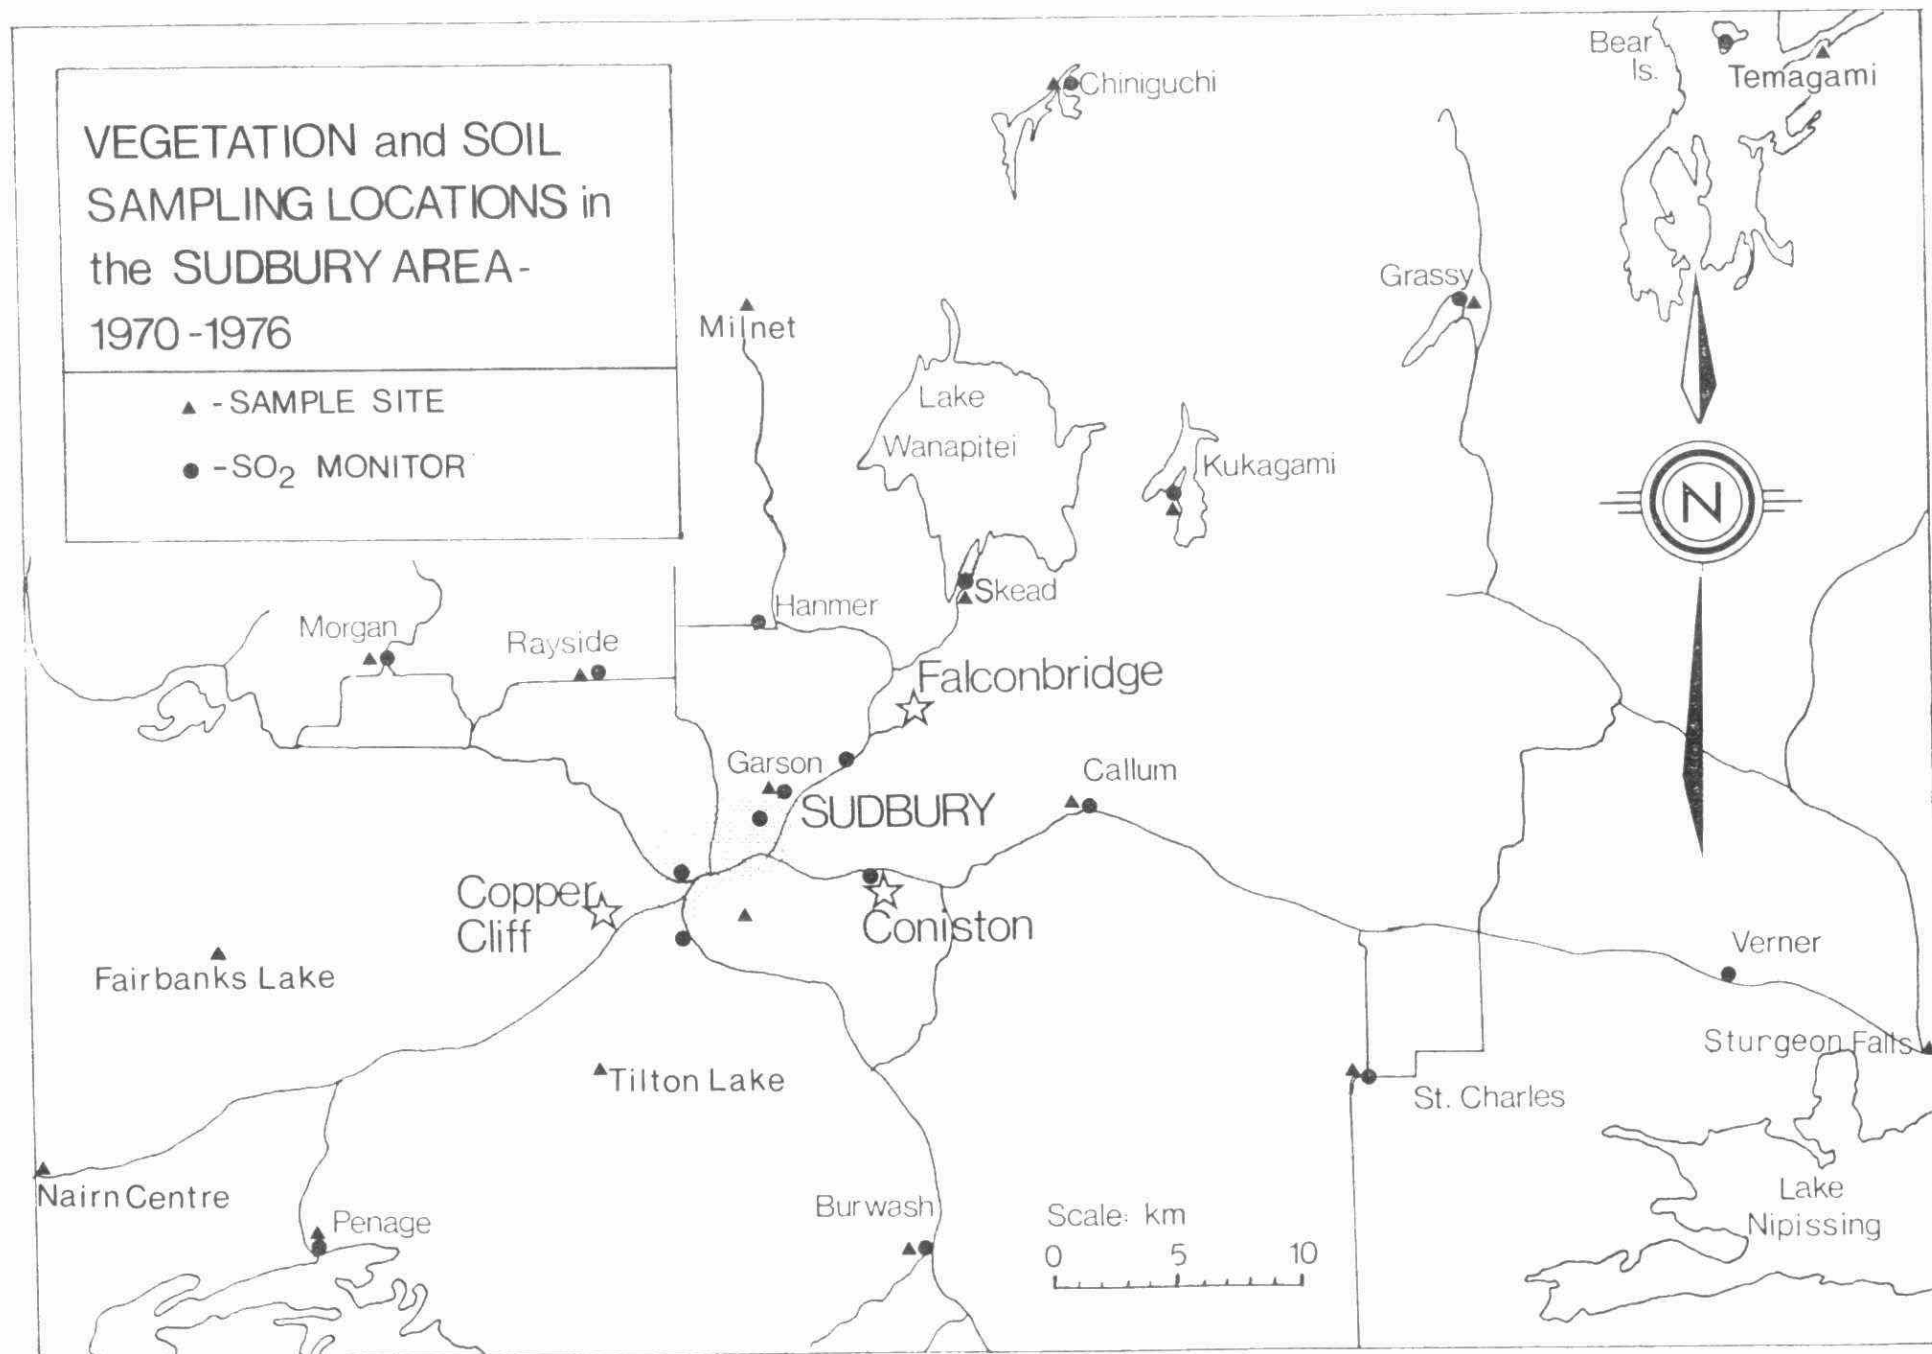 VEGETATION and SOIL
SAMPLING LOCATIONS in
the SUDBURY AREA-
1970-1976
▲ - SAMPLE SITE
● - SO₂ MONITOR
Bear
Is.
Temagami
Chiniguchi
Grassy
Milnet
Lake
Wanapitei
Kukagami
N
Skead
Hanmer
Morgan
Rayside
Falconbridge
Garson
Callum
SUDBURY
Copper
Cliff
Coniston
Verner
Fairbanks Lake
Sturgeon Falls
Tilton Lake
St. Charles
Nairn Centre
Penage
Burwash
Scale: km
0 5 10
Lake
Nipissing